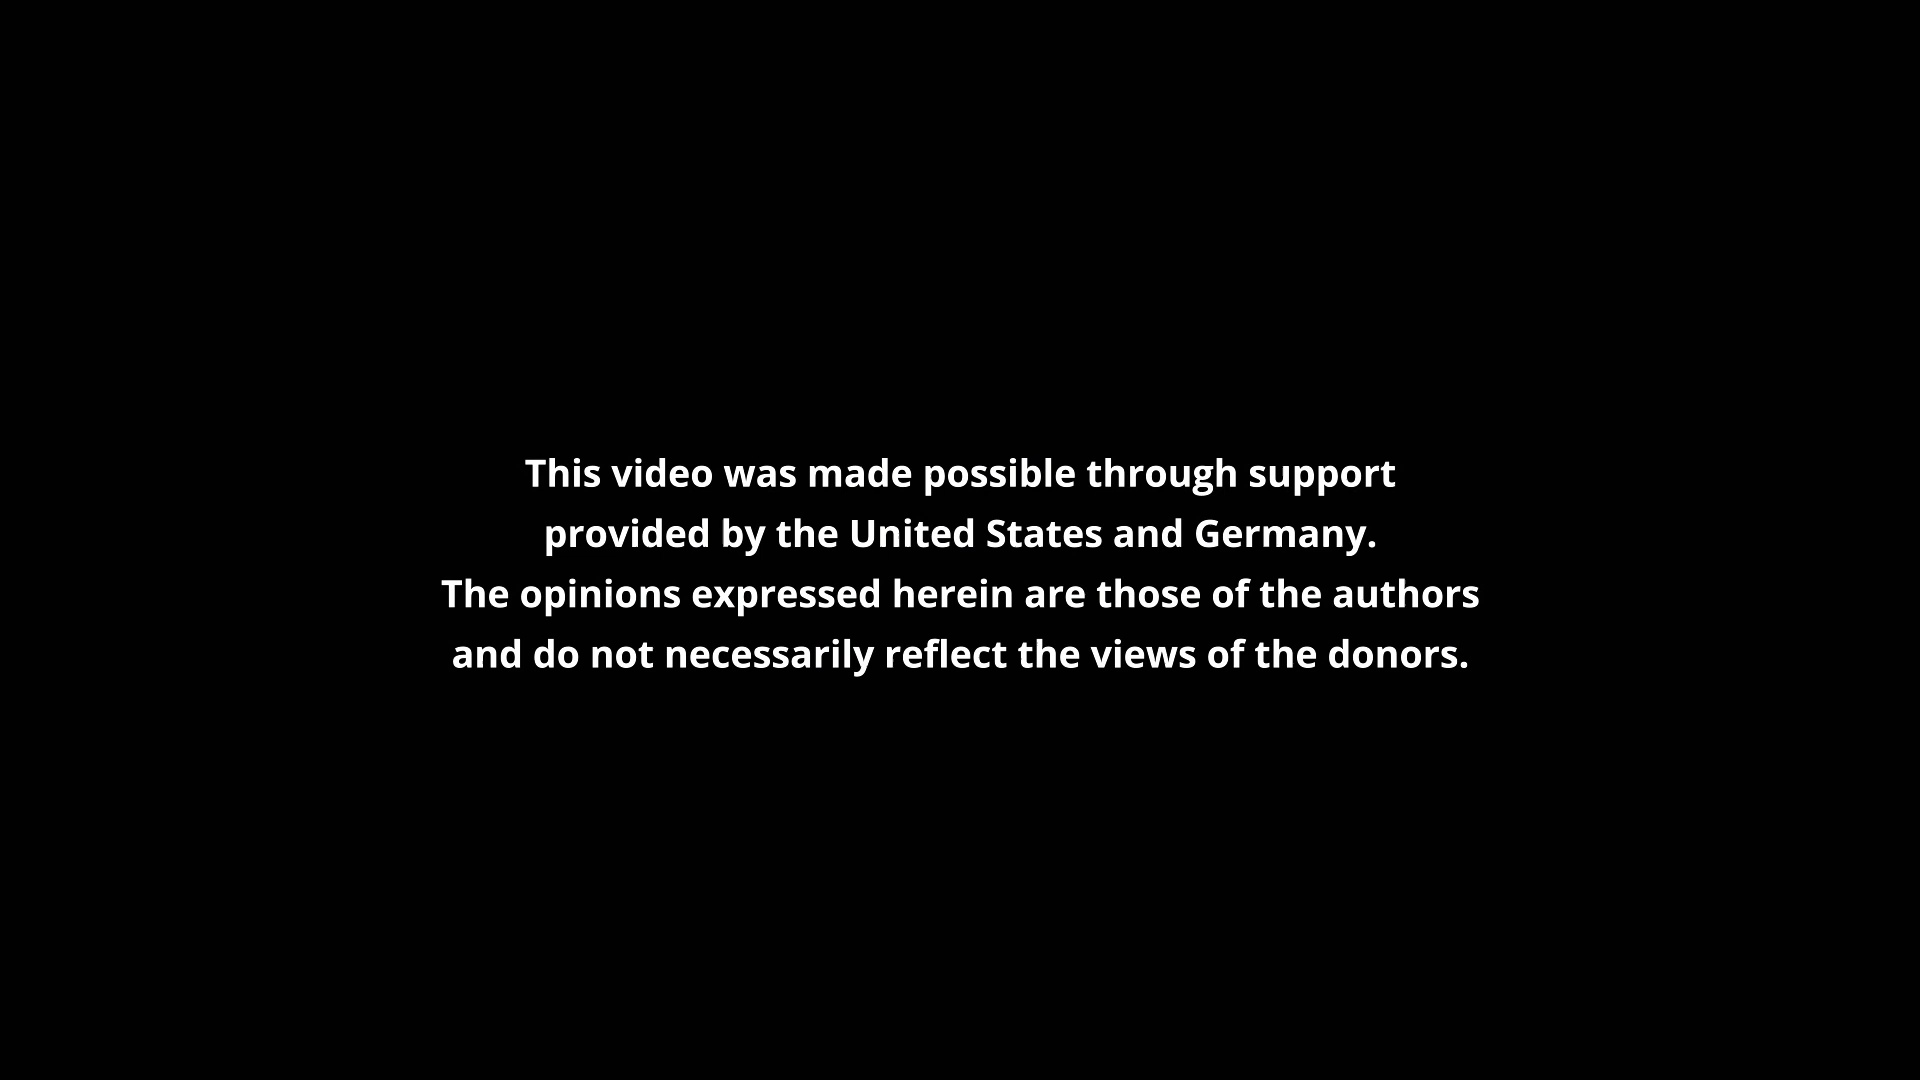 This video was made possible through support
provided by the United States and Germany.
The opinions expressed herein are those of the authors
and do not necessarily reflect the views of the donors.